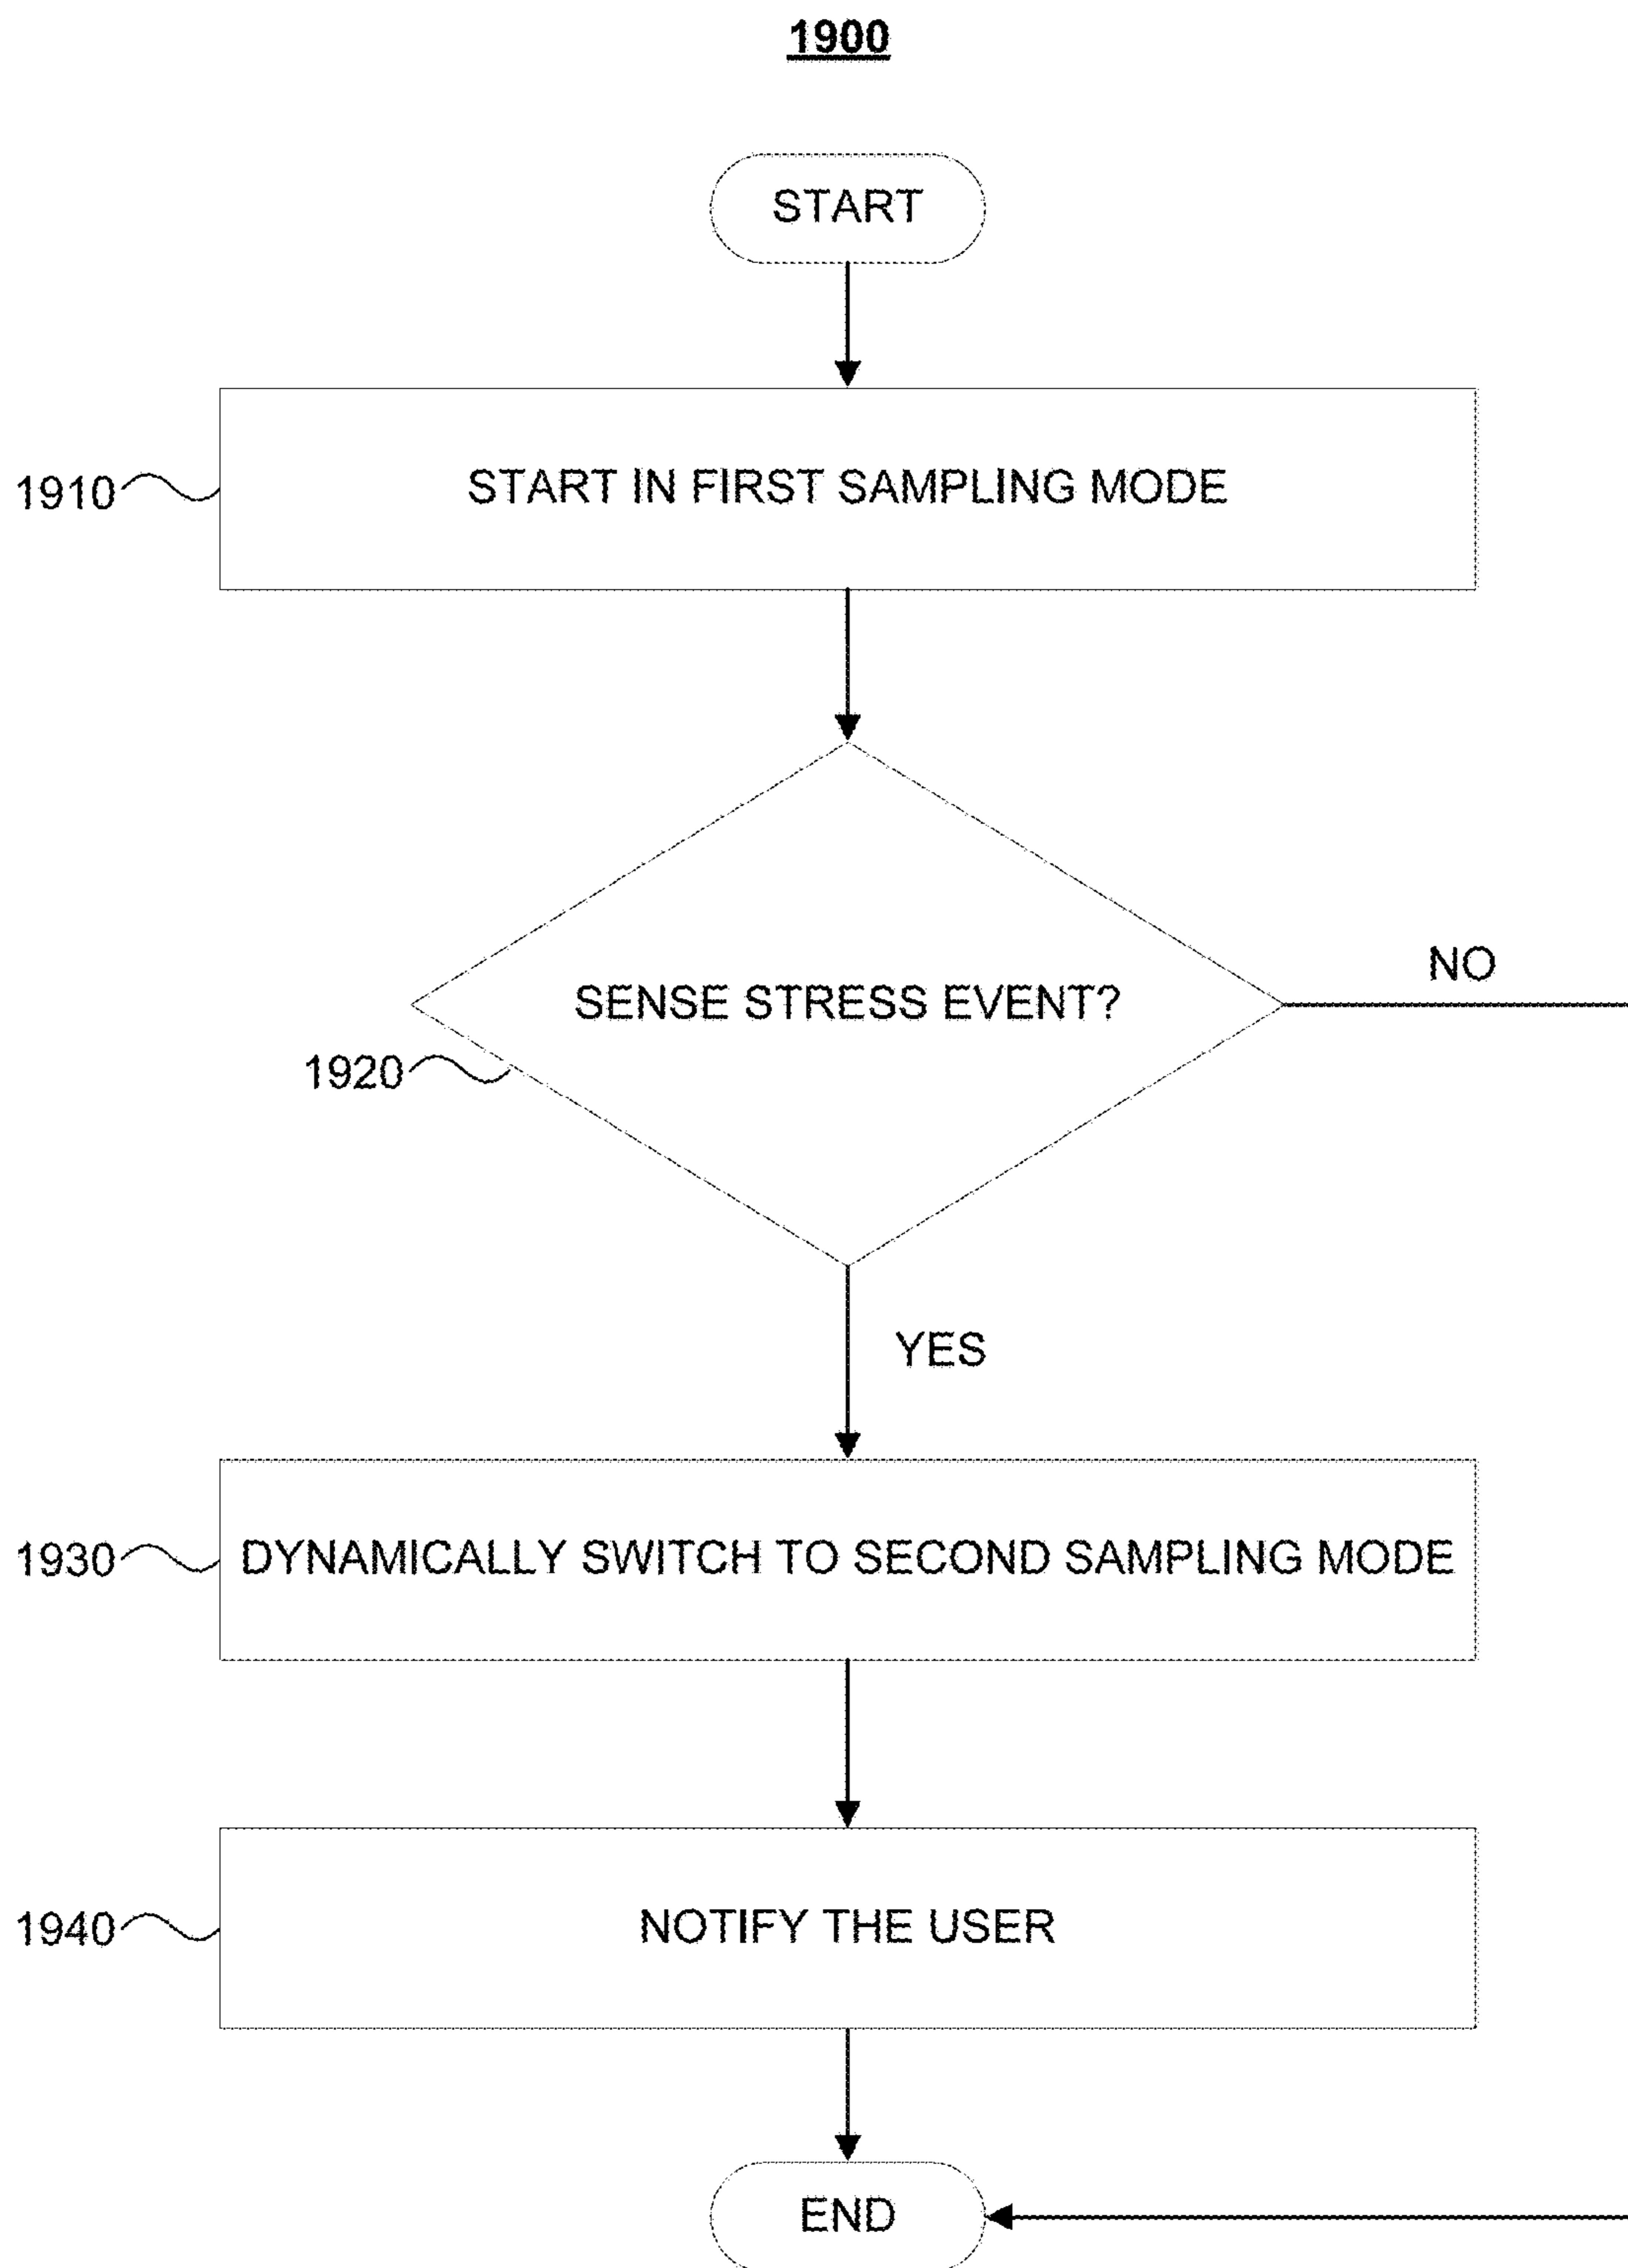 1900
START
1910
START IN FIRST SAMPLING MODE
NO
SENSE STRESS EVENT?
1920
YES
1930
DYNAMICALLY SWITCH TO SECOND SAMPLING MODE
1940
NOTIFY THE USER
END